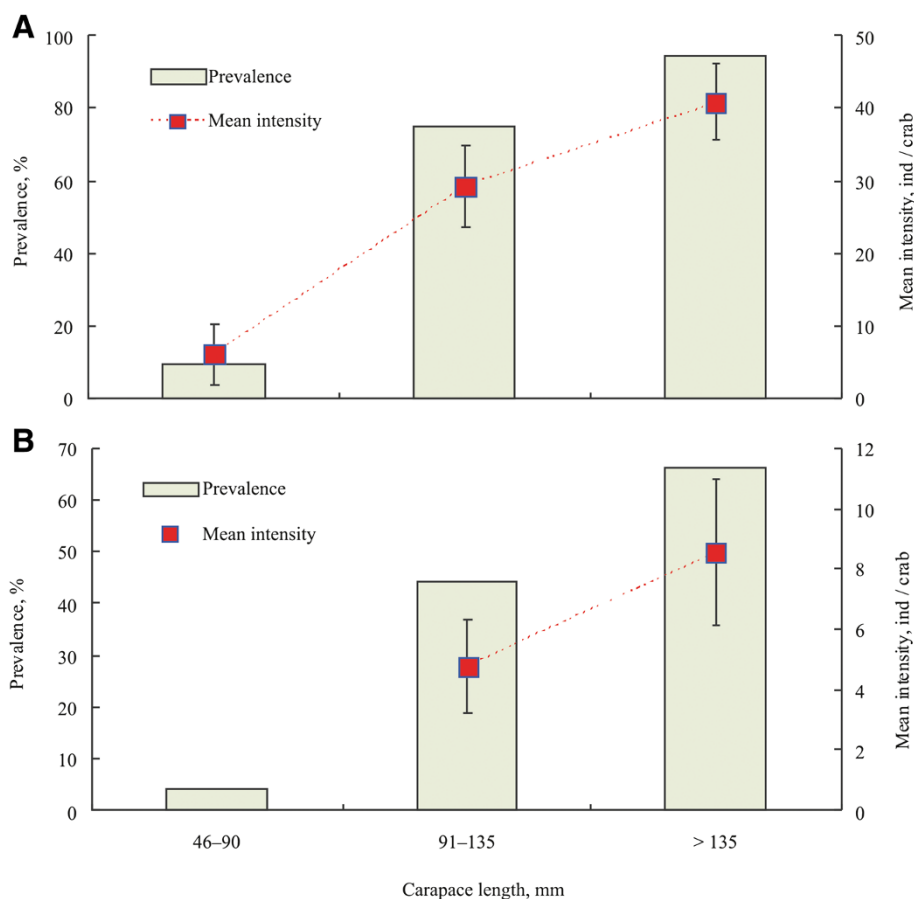 A
100
80
60
40
20
0
Prevalence, %
Prevalence
Mean intensity
50
40
30
20
10
0
Mean intensity, ind / crab
B
70
60
50
40
30
20
10
0
Prevalence, %
Prevalence
Mean intensity
12
10
8
6
4
2
0
Mean intensity, ind / crab
46–90 91–135 > 135
Carapace length, mm